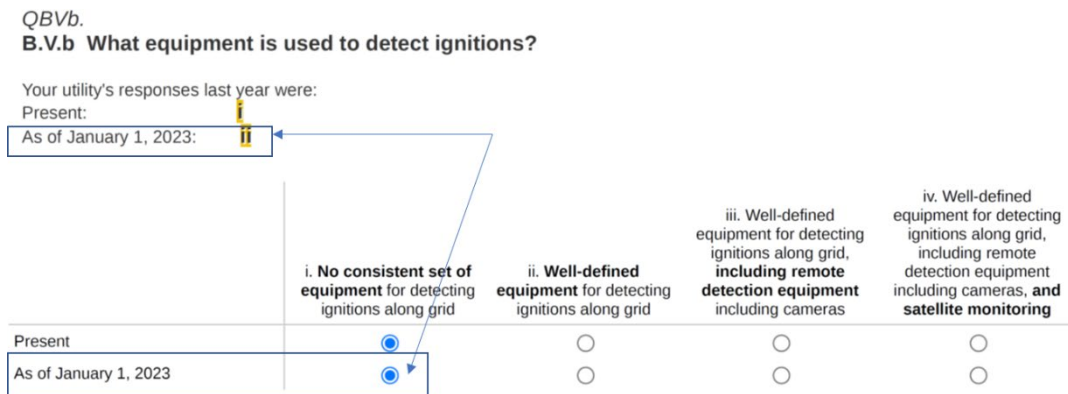 QBVb.
B.V.b What equipment is used to detect ignitions?
Your utility's responses last year were:
Present: i
As of January 1, 2023: ii
i. No consistent set of
equipment for detecting
ignitions along grid
ii. Well-defined
equipment for detecting
ignitions along grid
iii. Well-defined
equipment for detecting
ignitions along grid,
including remote
detection equipment
including cameras
iv. Well-defined
equipment for detecting
ignitions along grid,
including remote
detection equipment
including cameras, and
satellite monitoring
Present
As of January 1, 2023